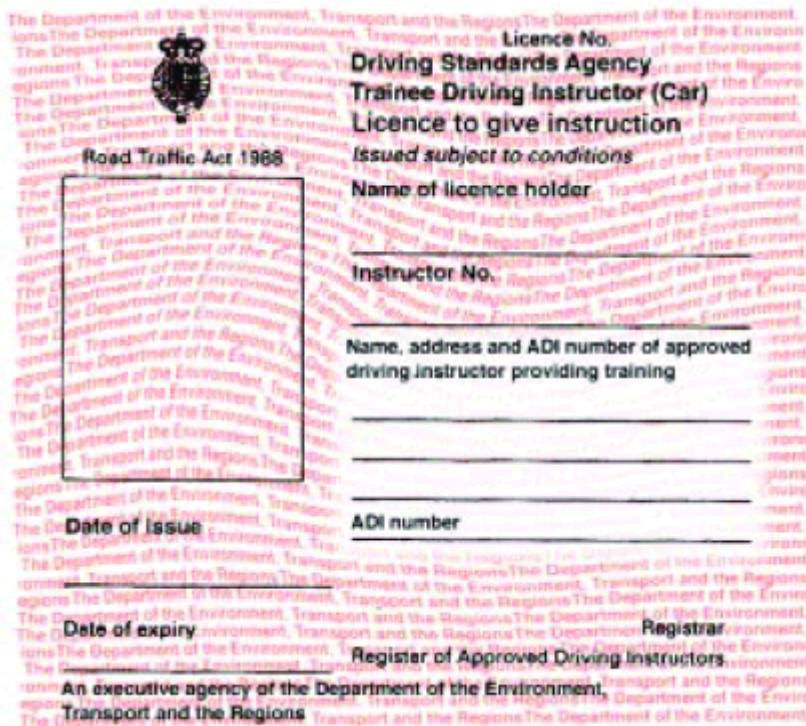 Licence No.
Driving Standards Agency
Trainee Driving Instructor (Car)
Licence to give instruction
Road Traffic Act 1988
Issued subject to conditions
Name of licence holder
Instructor No.
Name, address and ADI number of approved
driving instructor providing training
Date of issue
ADI number
Date of expiry
Registrar
Register of Approved Driving Instructors
An executive agency of the Department of the Environment,
Transport and the Regions